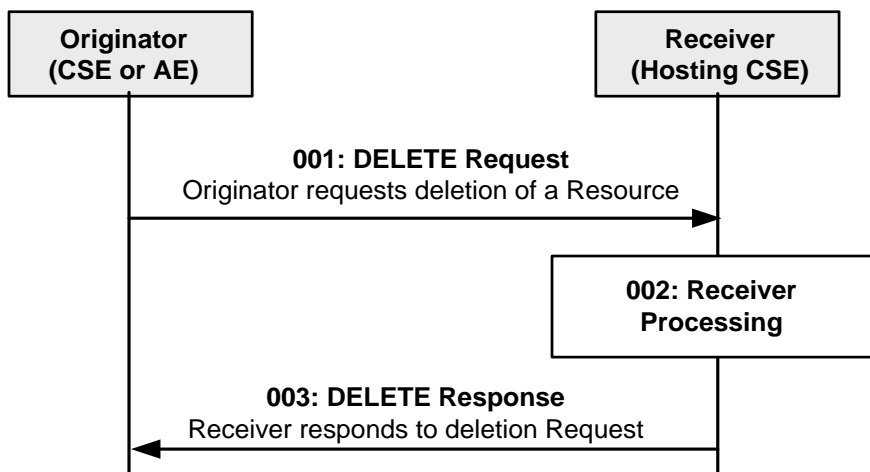 Originator
(CSE or AE)
Receiver
(Hosting CSE)
001: DELETE Request
Originator requests deletion of a Resource
002: Receiver
Processing
003: DELETE Response
Receiver responds to deletion Request